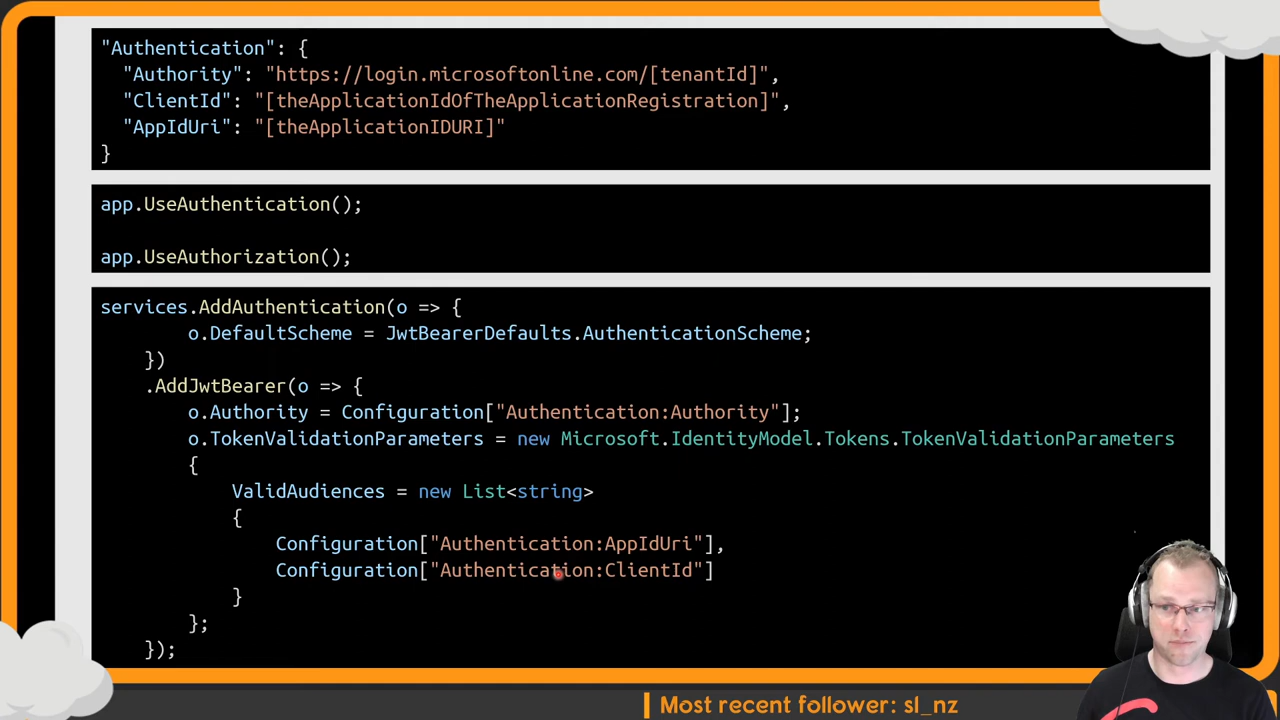 "Authentication": {
"Authority": "https://login.microsoftonline.com/[tenantId]",
"ClientId": "[theApplicationIdOfTheApplicationRegistration]",
"AppIdUri": "[theApplicationIDURI]"
}
app.UseAuthentication();
app.UseAuthorization();
services.AddAuthentication(o => {
o.DefaultScheme = JwtBearerDefaults.AuthenticationScheme;
})
.AddJwtBearer(o => {
o.Authority = Configuration["Authentication:Authority"];
o.TokenValidationParameters = new Microsoft.IdentityModel.Tokens.TokenValidationParameters
{
ValidAudiences = new List<string>
{
Configuration["Authentication:AppIdUri"],
Configuration["Authentication:ClientId"]
}
};
});
Most recent follower: sl_nz